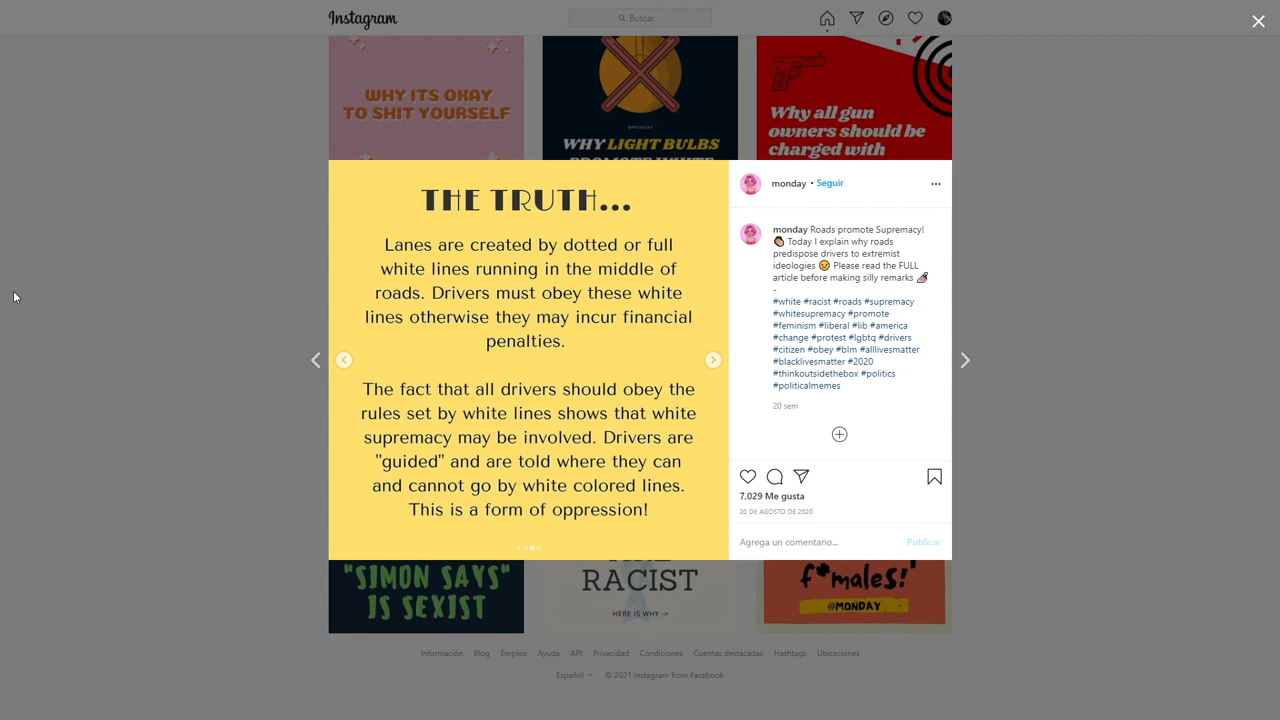 Instagram
Buscar
WHY ITS OKAY
TO SHIT YOURSELF
@MONDAY
WHY LIGHT BULBS
Why all gun
owners should be
charged with
THE TRUTH...
Lanes are created by dotted or full
white lines running in the middle of
roads. Drivers must obey these white
lines otherwise they may incur financial
penalties.
The fact that all drivers should obey the
rules set by white lines shows that white
supremacy may be involved. Drivers are
"guided" and are told where they can
and cannot go by white colored lines.
This is a form of oppression!
monday • Seguir
monday Roads promote Supremacy!
Today I explain why roads
predispose drivers to extremist
ideologies Please read the FULL
article before making silly remarks
-
#white #racist #roads #supremacy
#whitesupremacy #promote
#feminism #liberal #lib #america
#change #protest #lgbtq #drivers
#citizen #obey #blm #alllivesmatter
#blacklivesmatter #2020
#thinkoutsidethebox #politics
#politicalmemes
20 sem
7,029 Me gusta
20 DE AGOSTO DE 2020
Agrega un comentario... Publicar
"SIMON SAYS"
IS SEXIST
RACIST
HERE IS WHY ->
f*males!"
@MONDAY
Información Blog Empleo Ayuda API Privacidad Condiciones Cuentas destacadas Hashtags Ubicaciones
Español © 2021 Instagram from Facebook